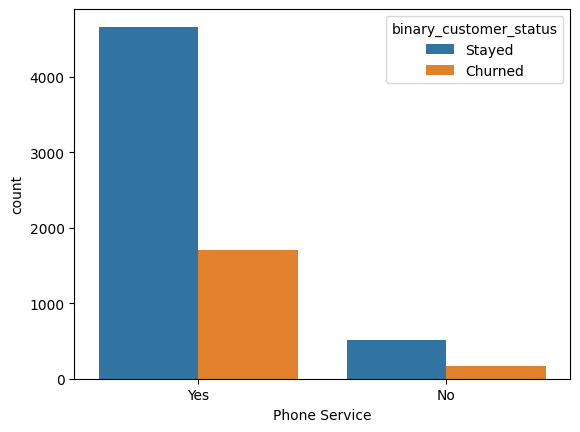 binary_customer_status
Stayed
Churned
4000
3000
2000
1000
0
count
Yes
No
Phone Service